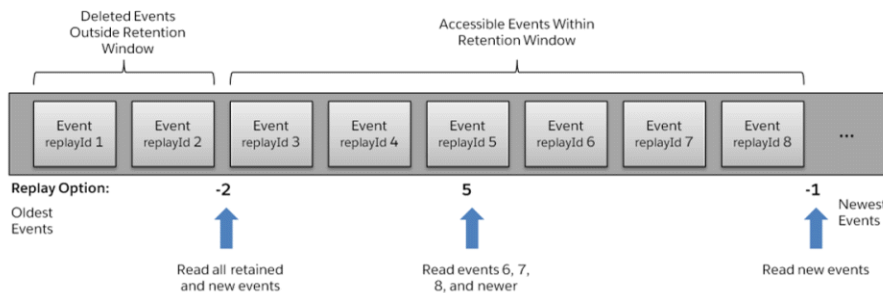 Deleted Events
Outside Retention
Window
Accessible Events Within
Retention Window
Event
replayId 1
Event
replayId 2
Event
replayId 3
Event
replayId 4
Event
replayId 5
Event
replayId 6
Event
replayId 7
Event
replayId 8
...
Replay Option:
-2
5
-1
Oldest
Events
Newest
Events
Read all retained
and new events
Read events 6, 7,
8, and newer
Read new events